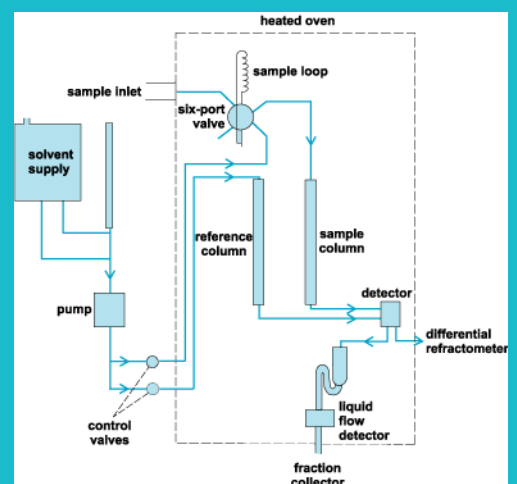 heated oven
sample loop
sample inlet
six-port
valve
solvent
supply
reference
column
sample
column
detector
pump
differential
refractometer
control
valves
liquid
flow
detector
fraction
collector